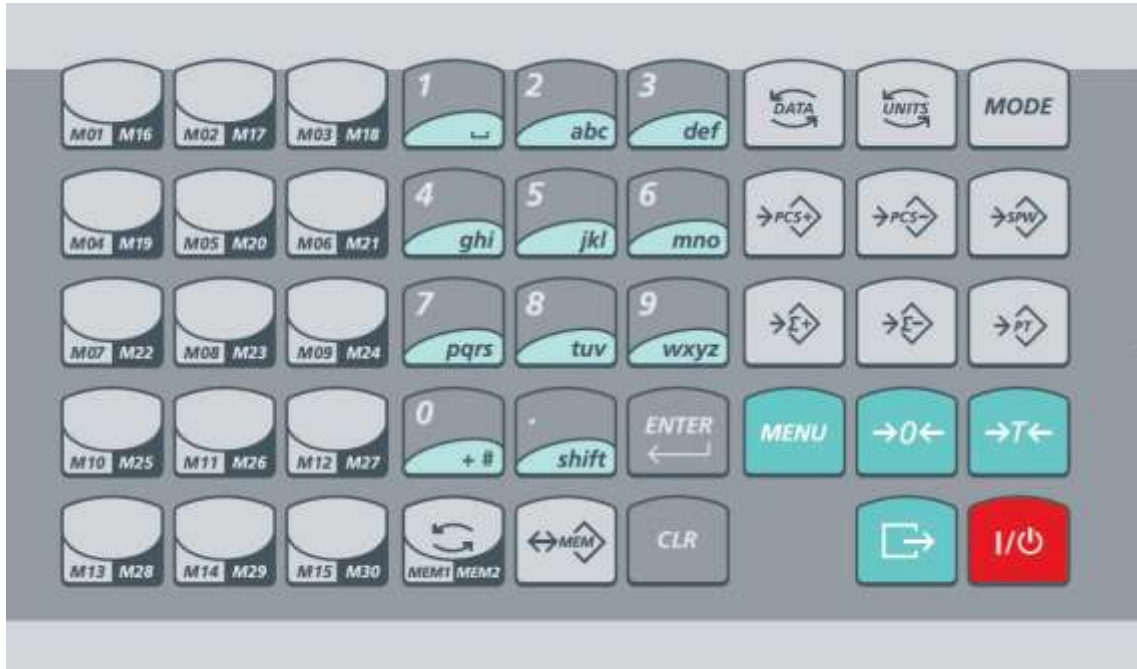 M01 M16 M02 M17 M03 M18 1 ␣ 2 abc 3 def DATA UNITS MODE
M04 M19 M05 M20 M06 M21 4 ghi 5 jkl 6 mno →PCS+ →PCS− →SPW
M07 M22 M08 M23 M09 M24 7 pqrs 8 tuv 9 wxyz →Σ+ →Σ− →PT
M10 M25 M11 M26 M12 M27 0 + # . shift ENTER MENU →0← →T←
M13 M28 M14 M29 M15 M30 MEM1 MEM2 ↔MEM CLR I/⏻